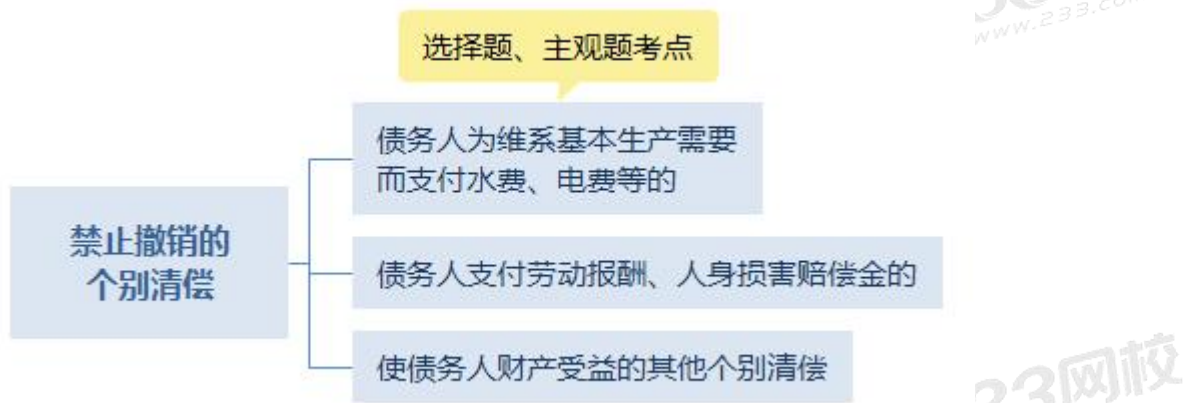 www.233.com
选择题、主观题考点
债务人为维系基本生产需要
而支付水费、电费等的
禁止撤销的
个别清偿
债务人支付劳动报酬、人身损害赔偿金的
使债务人财产受益的其他个别清偿
33网校